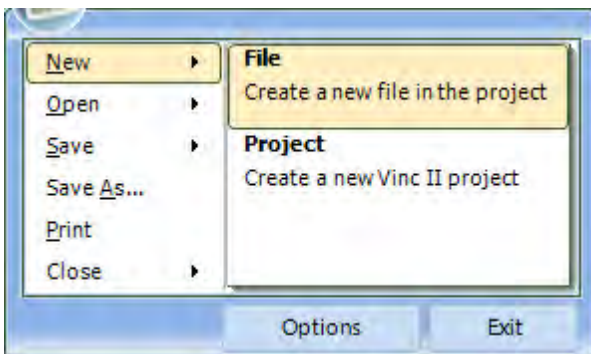 New
Open
Save
Save As...
Print
Close
File
Create a new file in the project
Project
Create a new Vinc II project
Options Exit